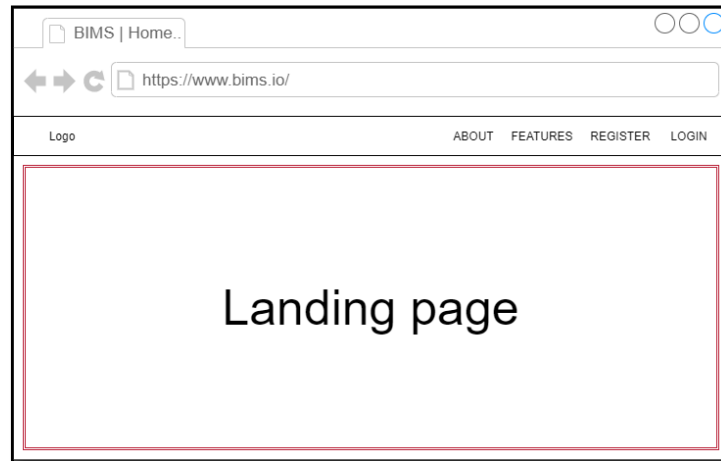 BIMS | Home..
https://www.bims.io/
Logo ABOUT FEATURES REGISTER LOGIN
Landing page